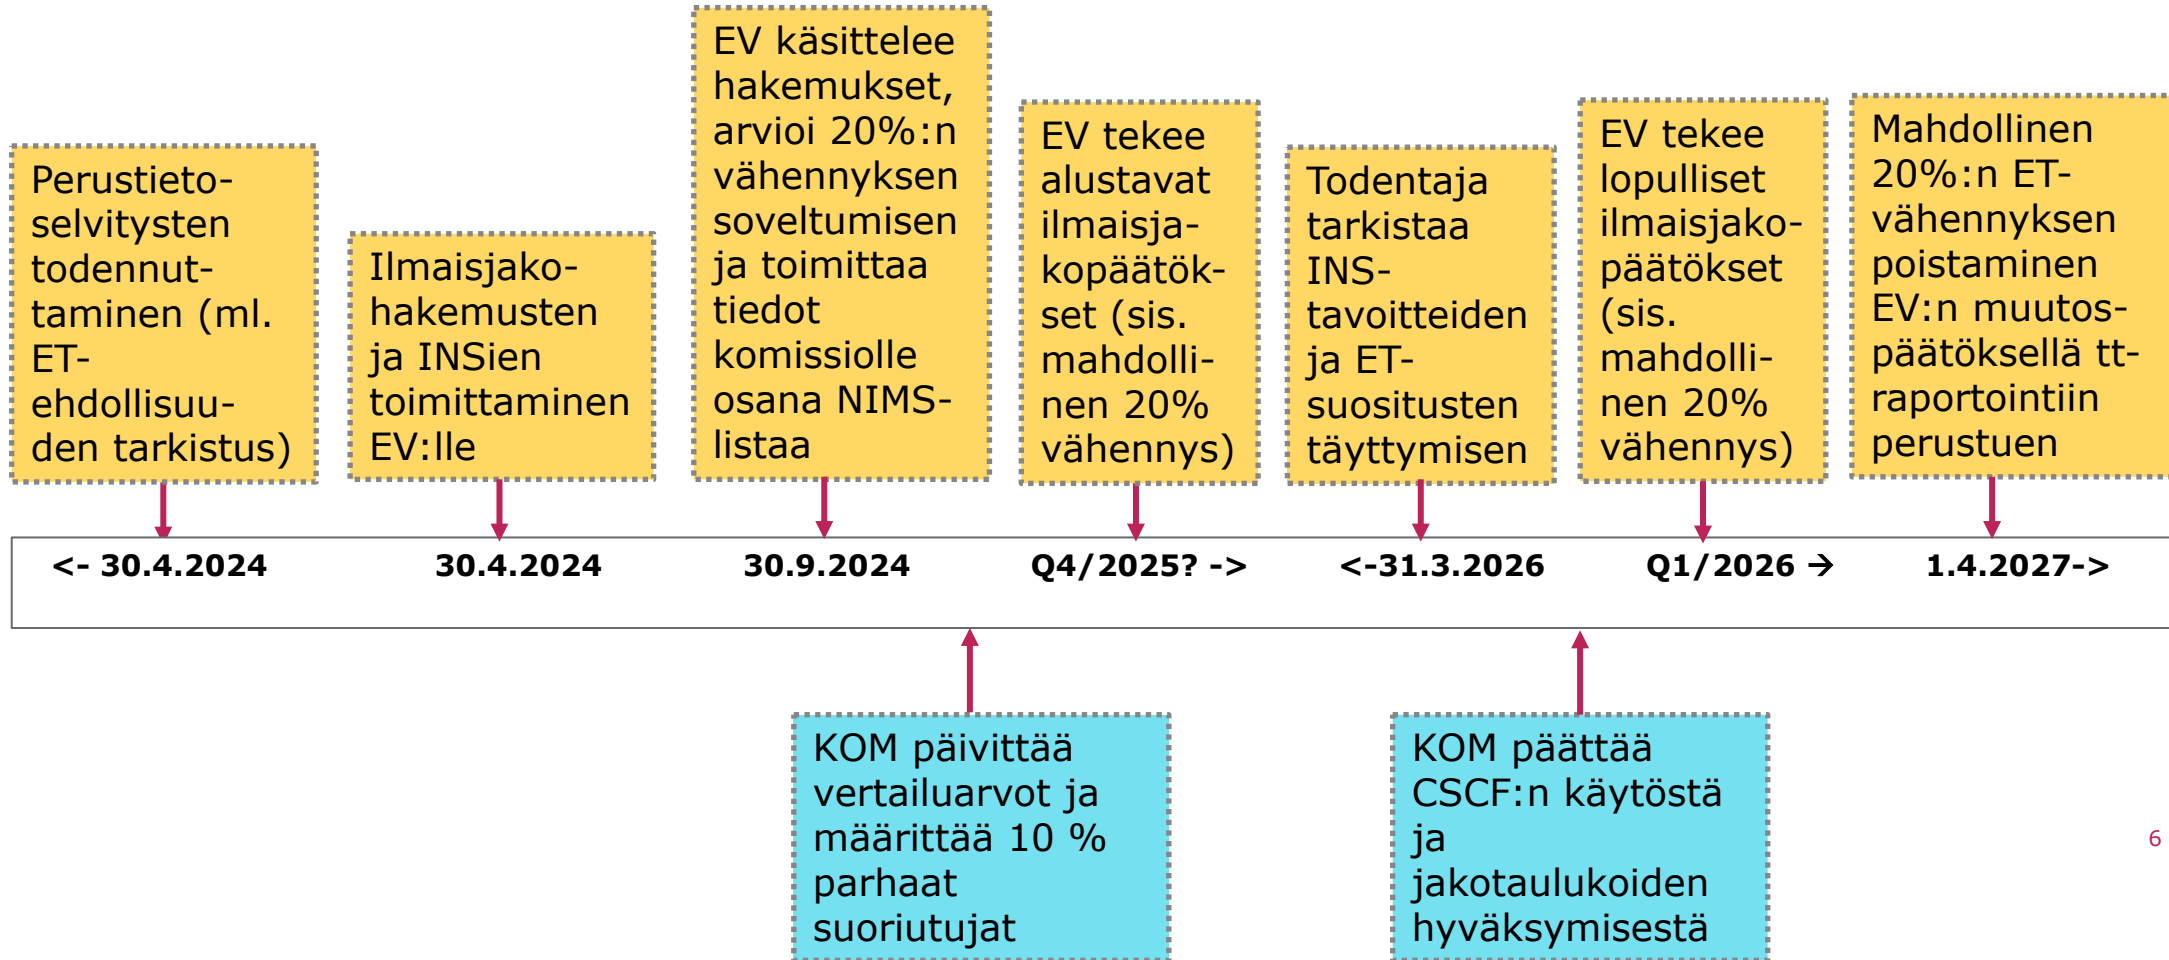 Perustieto-
selvitysten
todennut-
taminen (ml.
ET-
ehdollisuu-
den tarkistus)
Ilmaisjako-
hakemusten
ja INSien
toimittaminen
EV:lle
EV käsittelee
hakemukset,
arvioi 20%:n
vähennyksen
soveltumisen
ja toimittaa
tiedot
komissiolle
osana NIMS-
listaa
EV tekee
alustavat
ilmaisja-
kopäätök-
set (sis.
mahdolli-
nen 20%
vähennys)
Todentaja
tarkistaa
INS-
tavoitteiden
ja ET-
suositusten
täyttymisen
EV tekee
lopulliset
ilmaisjako-
päätökset
(sis.
mahdolli-
nen 20%
vähennys)
Mahdollinen
20%:n ET-
vähennyksen
poistaminen
EV:n muutos-
päätöksellä tt-
raportointiin
perustuen
<- 30.4.2024
30.4.2024
30.9.2024
Q4/2025? ->
<-31.3.2026
Q1/2026 →
1.4.2027->
KOM päivittää
vertailuarvot ja
määrittää 10 %
parhaat
suoriutujat
KOM päättää
CSCF:n käytöstä
ja
jakotaulukoiden
hyväksymisestä
6